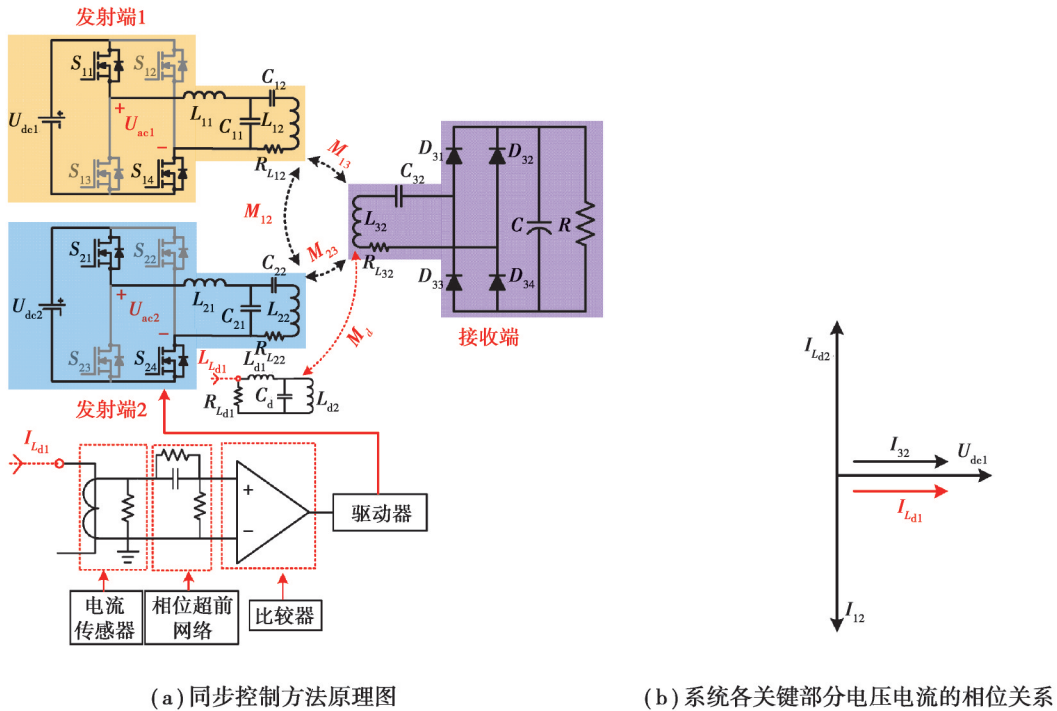 发射端1
S11
S12
C12
Udc1
+
Uac1
−
L11
C11
L12
RL12
S13
S14
M13
M12
M23
D31
D32
C32
L32
RL32
C
R
D33
D34
接收端
S21
S22
C22
Udc2
+
Uac2
−
L21
C21
L22
RL22
S23
S24
Md
LLd1
Ld1
RLd1
Cd
Ld2
发射端2
ILd1
+
−
驱动器
电流
传感器
相位超前
网络
比较器
ILd2
I32
Udc1
ILd1
I12
(a)同步控制方法原理图
(b)系统各关键部分电压电流的相位关系